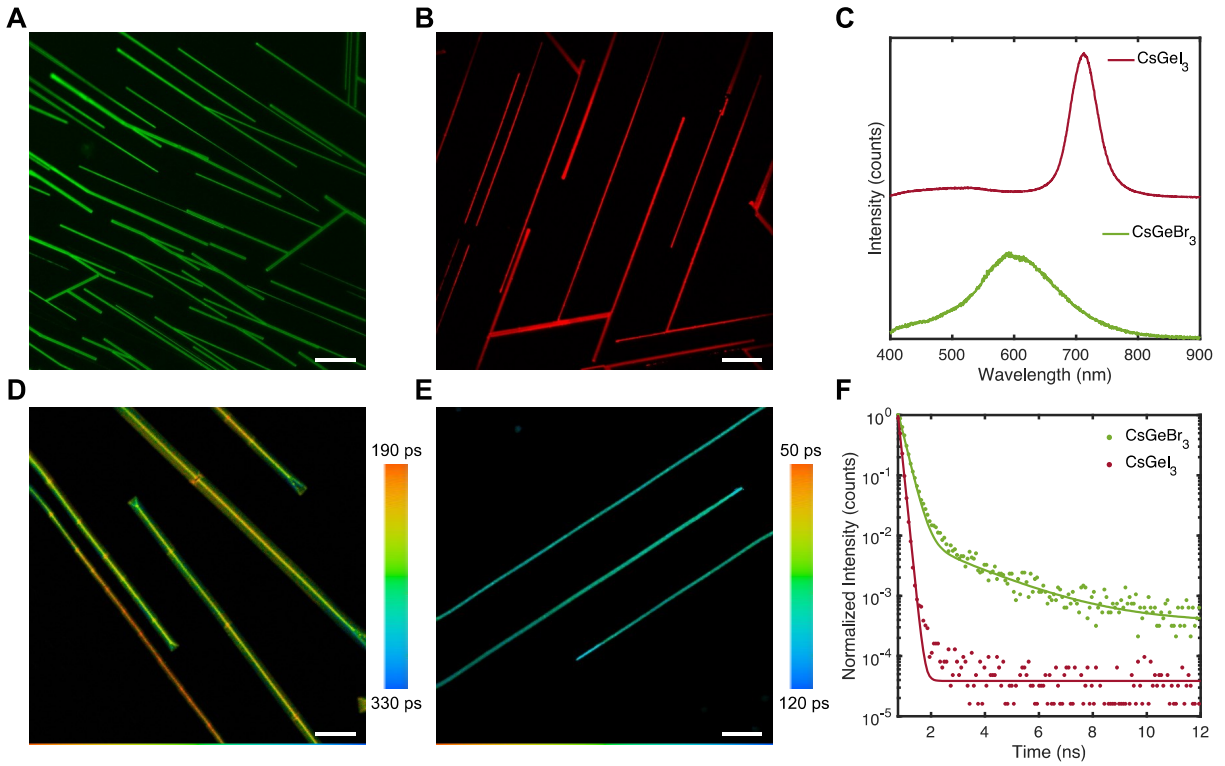 A
B
C
CsGeI3
CsGeBr3
Intensity (counts)
400 500 600 700 800 900
Wavelength (nm)
D
190 ps
330 ps
E
50 ps
120 ps
F
10^0
10^-1
10^-2
10^-3
10^-4
10^-5
CsGeBr3
CsGeI3
Normalized Intensity (counts)
2 4 6 8 10 12
Time (ns)